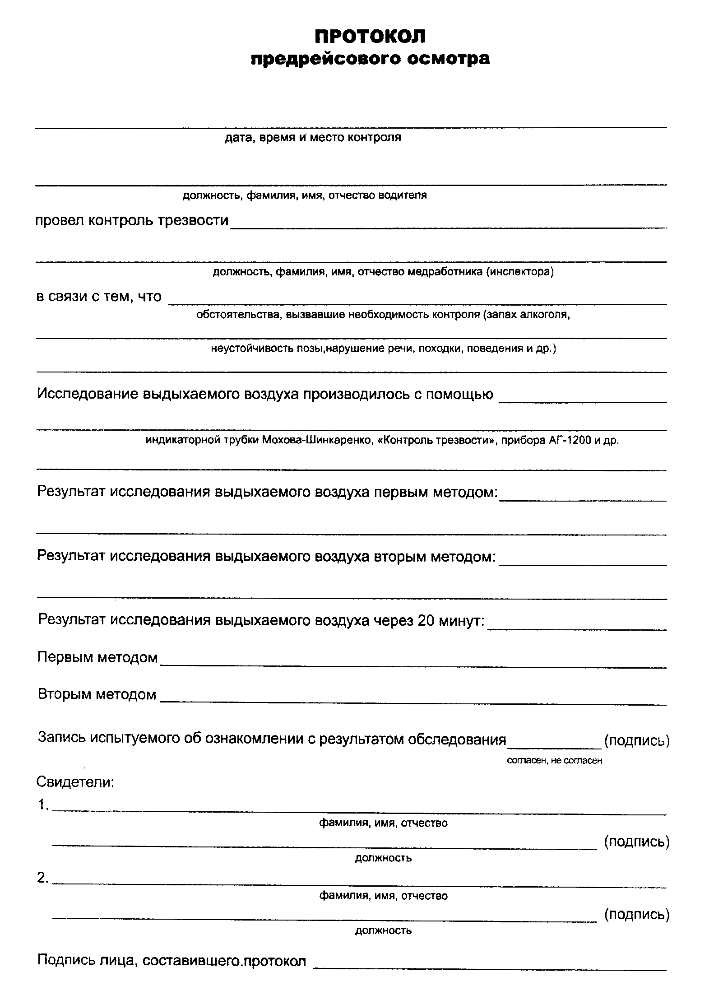 ПРОТОКОЛ
предрейсового осмотра
дата, время и место контроля
должность, фамилия, имя, отчество водителя
провел контроль трезвости
должность, фамилия, имя, отчество медработника (инспектора)
в связи с тем, что
обстоятельства, вызвавшие необходимость контроля (запах алкоголя,
неустойчивость позы,нарушение речи, походки, поведения и др.)
Исследование выдыхаемого воздуха производилось с помощью
индикаторной трубки Мохова-Шинкаренко, «Контроль трезвости», прибора АГ-1200 и др.
Результат исследования выдыхаемого воздуха первым методом:
Результат исследования выдыхаемого воздуха вторым методом:
Результат исследования выдыхаемого воздуха через 20 минут:
Первым методом
Вторым методом
Запись испытуемого об ознакомлении с результатом обследования (подпись)
согласен, не согласен
Свидетели:
1.
фамилия, имя, отчество
(подпись)
должность
2.
фамилия, имя, отчество
(подпись)
должность
Подпись лица, составившего протокол